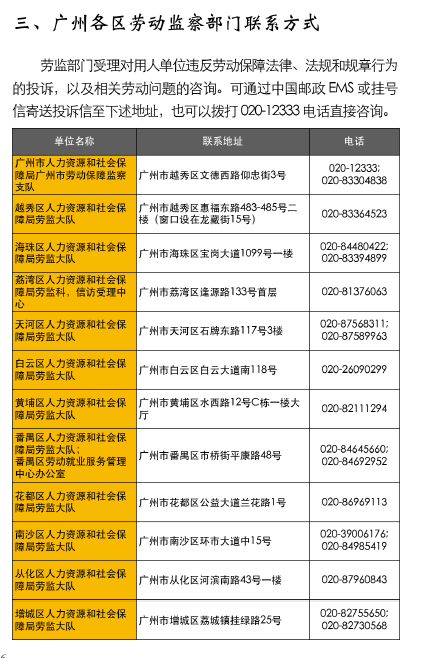 三、广州各区劳动监察部门联系方式
劳监部门受理对用人单位违反劳动保障法律、法规和规章行为
的投诉，以及相关劳动问题的咨询。可通过中国邮政 EMS 或挂号
信寄送投诉信至下述地址，也可以拨打 020-12333 电话直接咨询。
单位名称 联系地址 电话
广州市人力资源和社会保
障局广州市劳动保障监察
支队
广州市越秀区文德西路仰忠街3号
020-12333;
020-83304838
越秀区人力资源和社会保
障局劳监大队
广州市越秀区惠福东路483-485号二
楼（窗口设在龙藏街15号）
020-83364523
海珠区人力资源和社会保
障局劳监大队
广州市海珠区宝岗大道1099号一楼
020-84480422;
020-83394899
荔湾区人力资源和社会保
障局劳监科，信访受理中
心
广州市荔湾区逢源路133号首层
020-81376063
天河区人力资源和社会保
障局劳监大队
广州市天河区石牌东路117号3楼
020-87568311;
020-87589963
白云区人力资源和社会保
障局劳监大队
广州市白云区白云大道南118号
020-26090299
黄埔区人力资源和社会保
障局劳监大队
广州市黄埔区水西路12号C栋一楼大
厅
020-82111294
番禺区人力资源和社会保
障局劳监大队;
番禺区劳动就业服务管理
中心办公室
广州市番禺区市桥街平康路48号
020-84645660;
020-84692952
花都区人力资源和社会保
障局劳监大队
广州市花都区公益大道兰花路1号
020-86969113
南沙区人力资源和社会保
障局劳监大队
广州市南沙区环市大道中15号
020-39006176;
020-84985419
从化区人力资源和社会保
障局劳监大队
广州市从化区河滨南路43号一楼
020-87960843
增城区人力资源和社会保
障局劳监大队
广州市增城区荔城镇挂绿路25号
020-82755650;
020-82730568